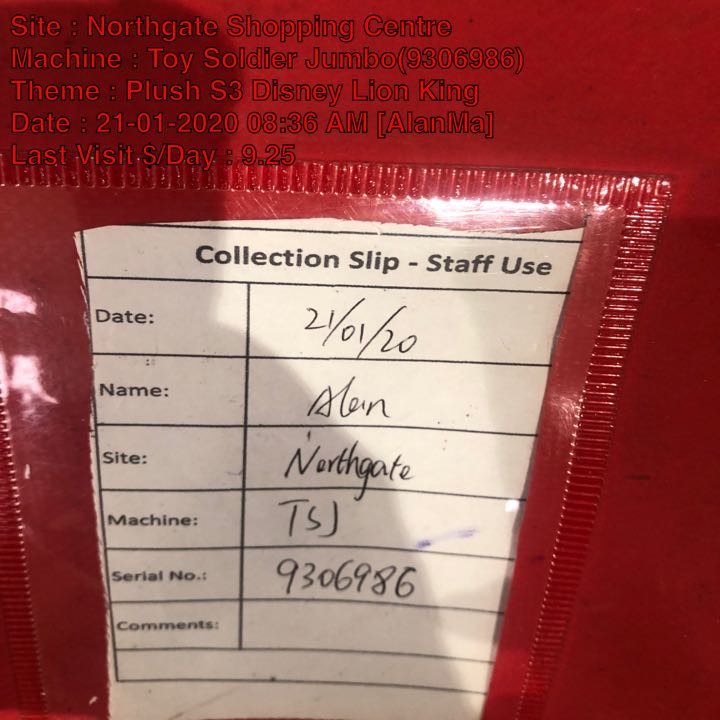 Site : Northgate Shopping Centre
Machine : Toy Soldier Jumbo(9306986)
Theme : Plush S3 Disney Lion King
Date : 21-01-2020 08:36 AM [AlanMa]
Last Visit $/Day : 9.25
Collection Slip - Staff Use
Date: 21/01/20
Name: Alan
Site: Northgate
Machine: TSJ
Serial No.: 9306986
Comments: